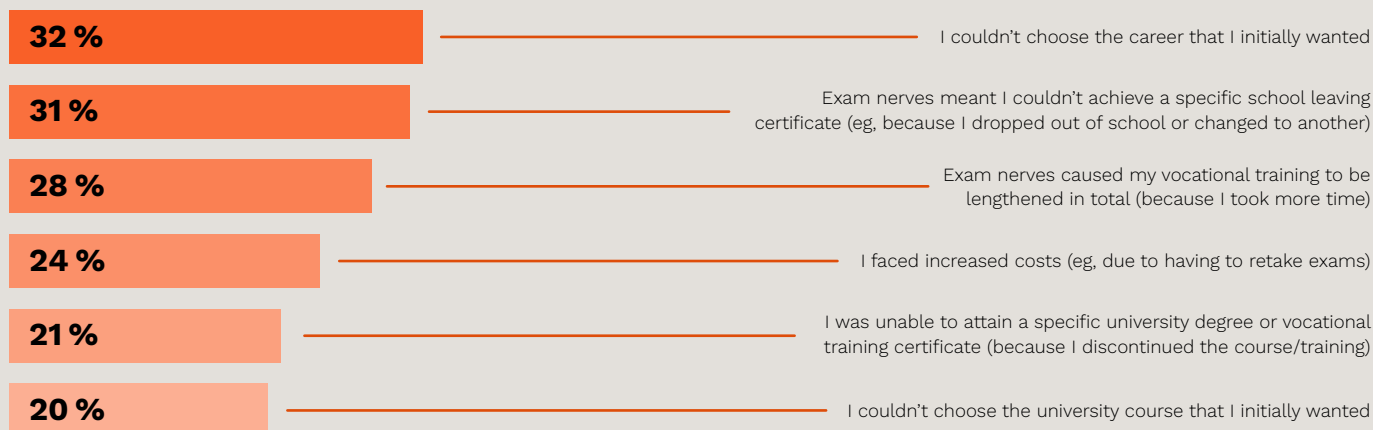 32 %
I couldn’t choose the career that I initially wanted
31 %
Exam nerves meant I couldn’t achieve a specific school leaving
certificate (eg, because I dropped out of school or changed to another)
28 %
Exam nerves caused my vocational training to be
lengthened in total (because I took more time)
24 %
I faced increased costs (eg, due to having to retake exams)
21 %
I was unable to attain a specific university degree or vocational
training certificate (because I discontinued the course/training)
20 %
I couldn’t choose the university course that I initially wanted